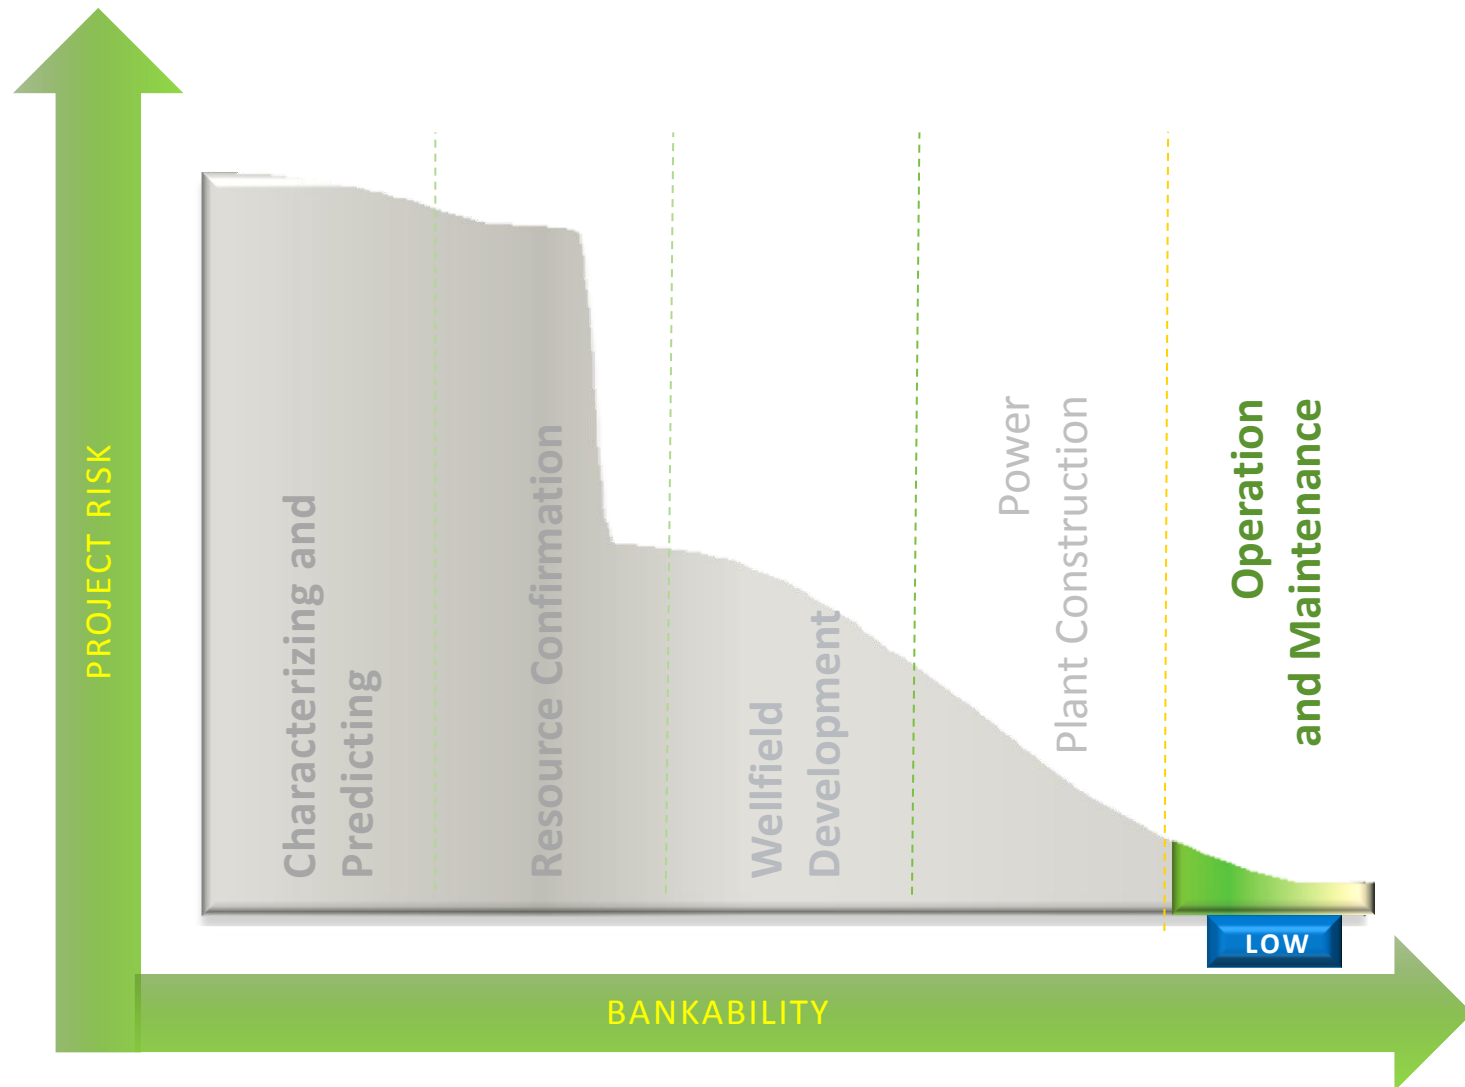 PROJECT RISK
Characterizing and
Predicting
Resource Confirmation
Wellfield
Development
Power
Plant Construction
Operation
and Maintenance
LOW
BANKABILITY